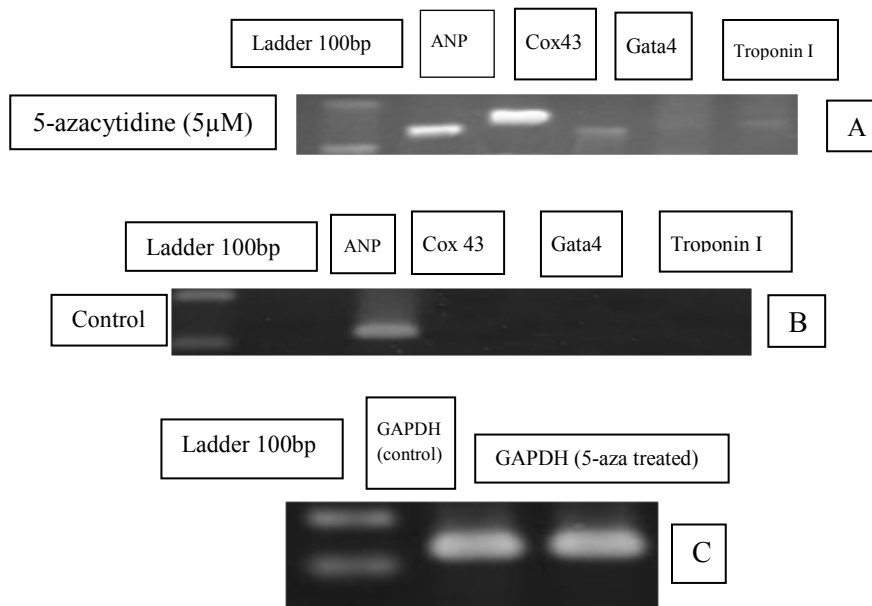 Ladder 100bp
ANP
Cox43
Gata4
Troponin I
5-azacytidine (5µM)
A
Ladder 100bp
ANP
Cox 43
Gata4
Troponin I
Control
B
Ladder 100bp
GAPDH
(control)
GAPDH (5-aza treated)
C